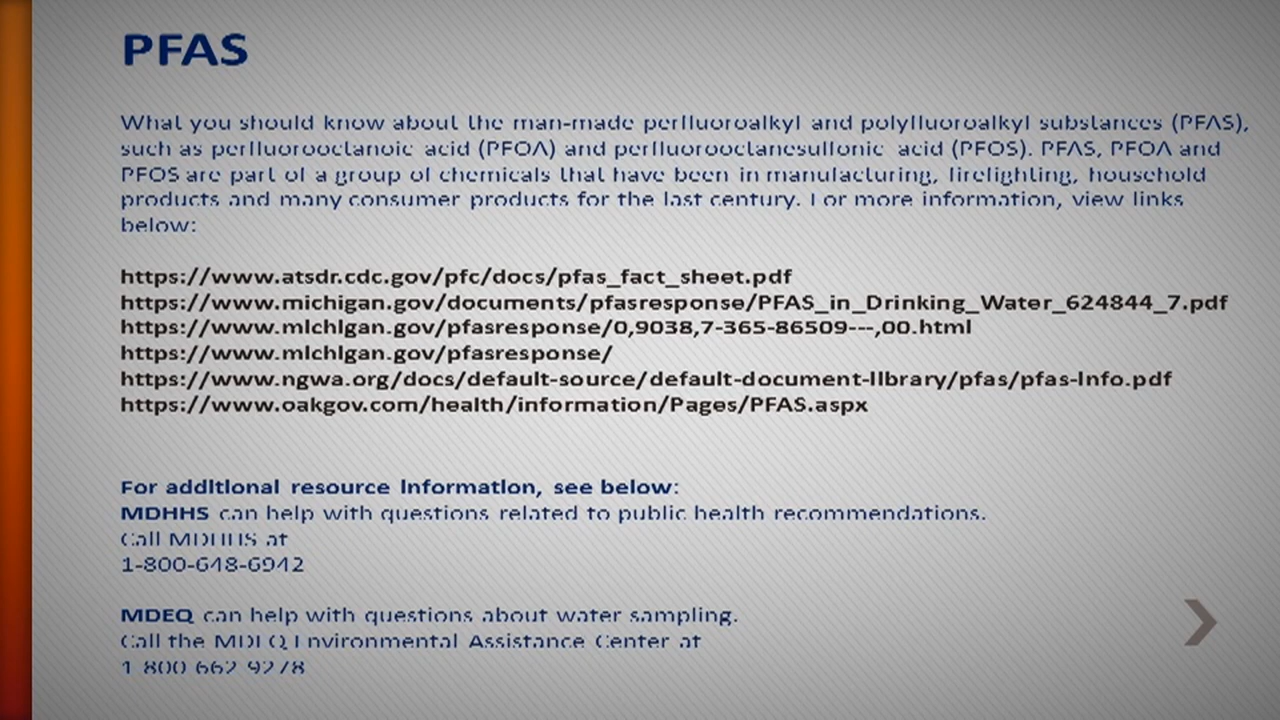 PFAS
What you should know about the man-made perfluoroalkyl and polyfluoroalkyl substances (PFAS),
such as perfluorooctanoic acid (PFOA) and perfluorooctanesulfonic acid (PFOS). PFAS, PFOA and
PFOS are part of a group of chemicals that have been in manufacturing, firefighting, household
products and many consumer products for the last century. For more information, view links
below:
https://www.atsdr.cdc.gov/pfc/docs/pfas_fact_sheet.pdf
https://www.michigan.gov/documents/pfasresponse/PFAS_in_Drinking_Water_624844_7.pdf
https://www.michigan.gov/pfasresponse/0,9038,7-365-86509---,00.html
https://www.michigan.gov/pfasresponse/
https://www.ngwa.org/docs/default-source/default-document-library/pfas/pfas-info.pdf
https://www.oakgov.com/health/information/Pages/PFAS.aspx
For additional resource information, see below:
MDHHS can help with questions related to public health recommendations.
Call MDHHS at
1-800-648-6942
MDEQ can help with questions about water sampling.
Call the MDEQ Environmental Assistance Center at
1-800-662-9278